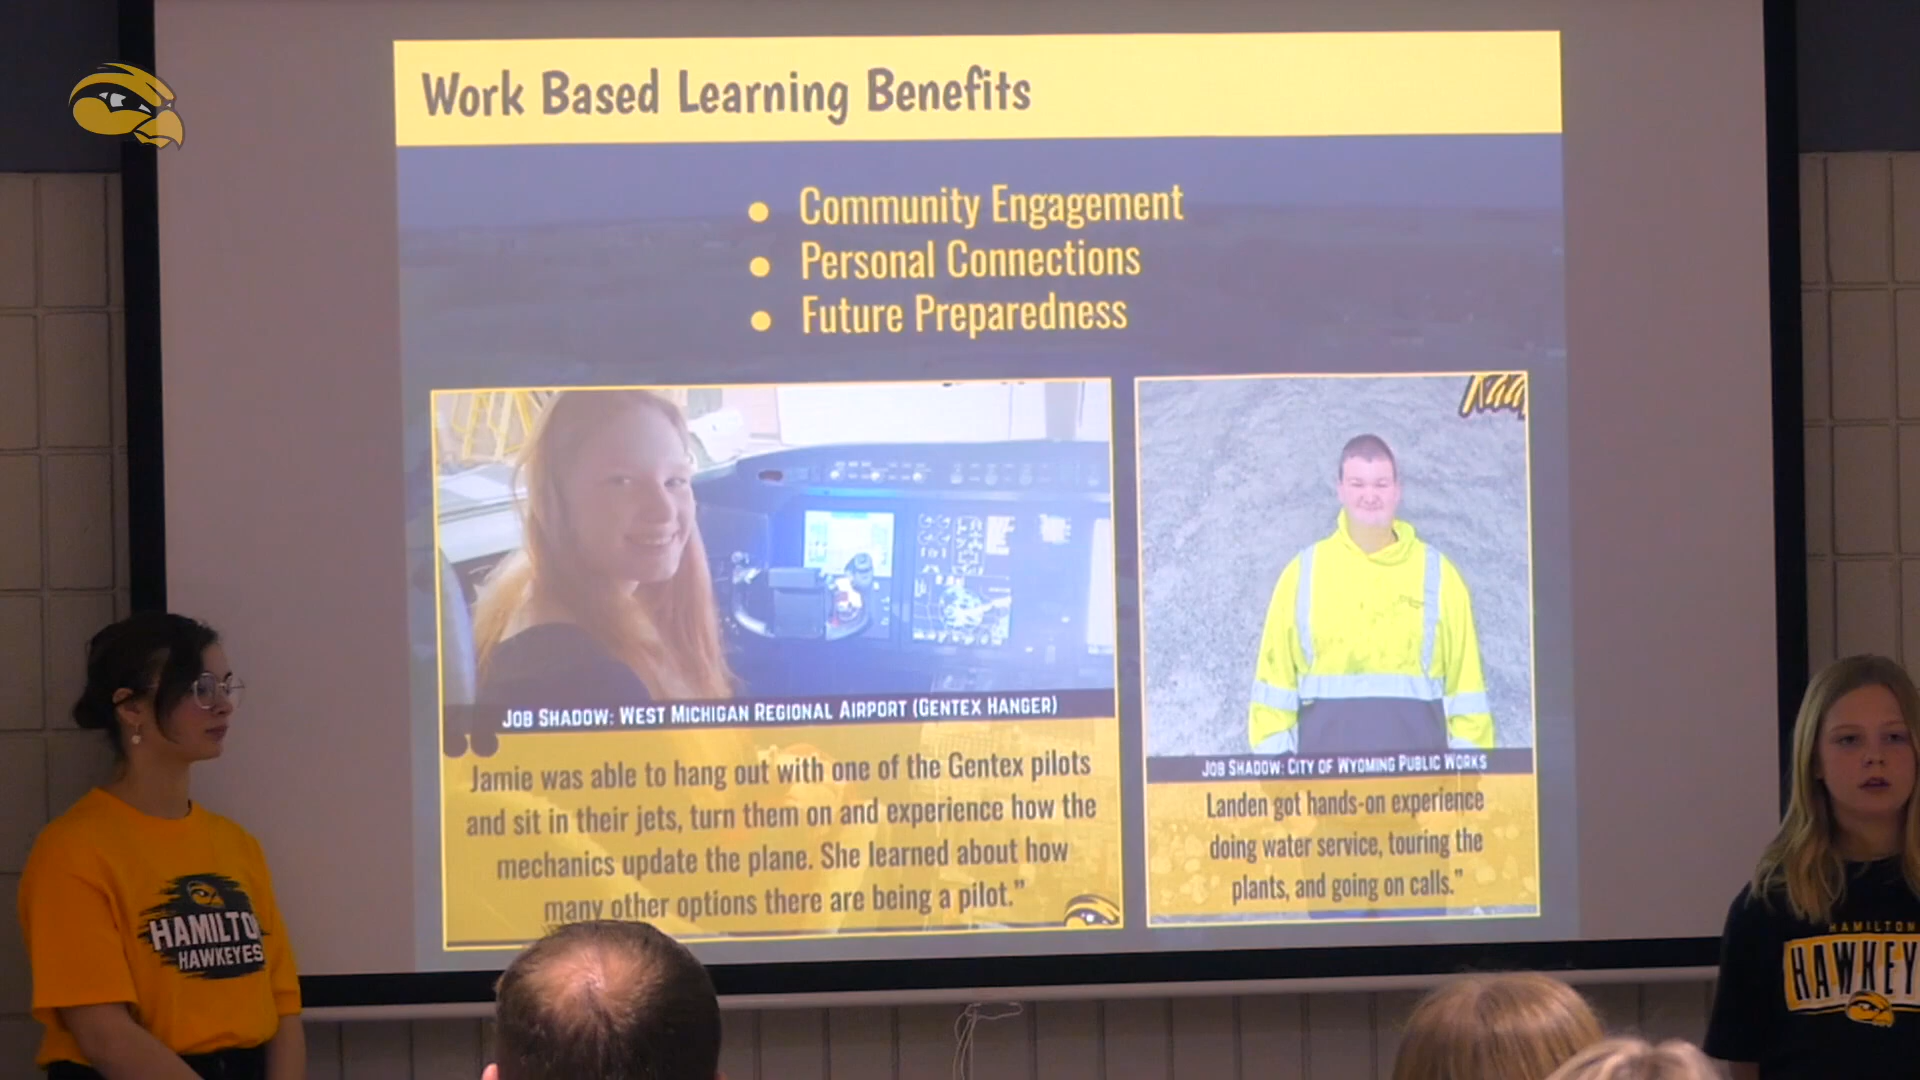 Work Based Learning Benefits
● Community Engagement
● Personal Connections
● Future Preparedness
JOB SHADOW: WEST MICHIGAN REGIONAL AIRPORT (GENTEX HANGER)
Jamie was able to hang out with one of the Gentex pilots
and sit in their jets, turn them on and experience how the
mechanics update the plane. She learned about how
many other options there are being a pilot.”
JOB SHADOW: CITY OF WYOMING PUBLIC WORKS
Landen got hands-on experience
doing water service, touring the
plants, and going on calls.”
HAMILTO
HAWKEYES
HAMILTON
HAWKEY